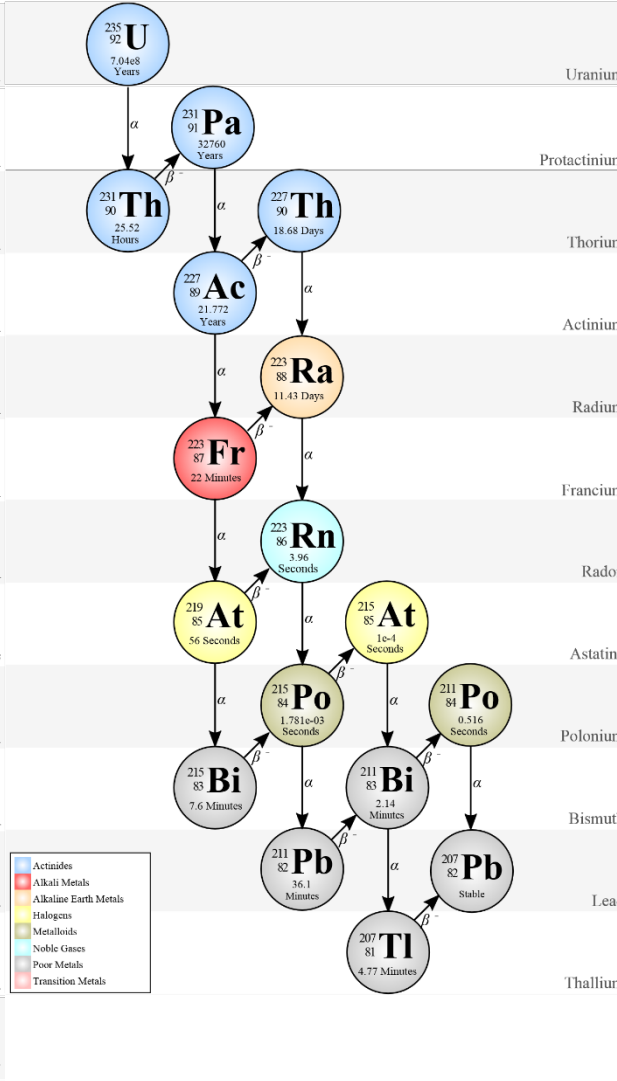 235
92 U
7.04e8
Years
Uranium
α
231
91 Pa
32760
Years
Protactinium
β -
231
90 Th
25.52
Hours
α
227
90 Th
18.68 Days
Thorium
β -
227
89 Ac
21.772
Years
α
Actinium
α
223
88 Ra
11.43 Days
Radium
β -
223
87 Fr
22 Minutes
α
Francium
α
223
86 Rn
3.96
Seconds
Rado
β -
219
85 At
56 Seconds
α
215
85 At
1e-4
Seconds
Astatin
β -
α
215
84 Po
1.781e-03
Seconds
α
211
84 Po
0.516
Seconds
Polonium
β -
β -
215
83 Bi
7.6 Minutes
α
211
83 Bi
2.14
Minutes
α
Bismut
β -
211
82 Pb
36.1
Minutes
α
207
82 Pb
Stable
Lea
β -
207
81 Tl
4.77 Minutes
Thallium
Actinides
Alkali Metals
Alkaline Earth Metals
Halogens
Metalloids
Noble Gases
Poor Metals
Transition Metals